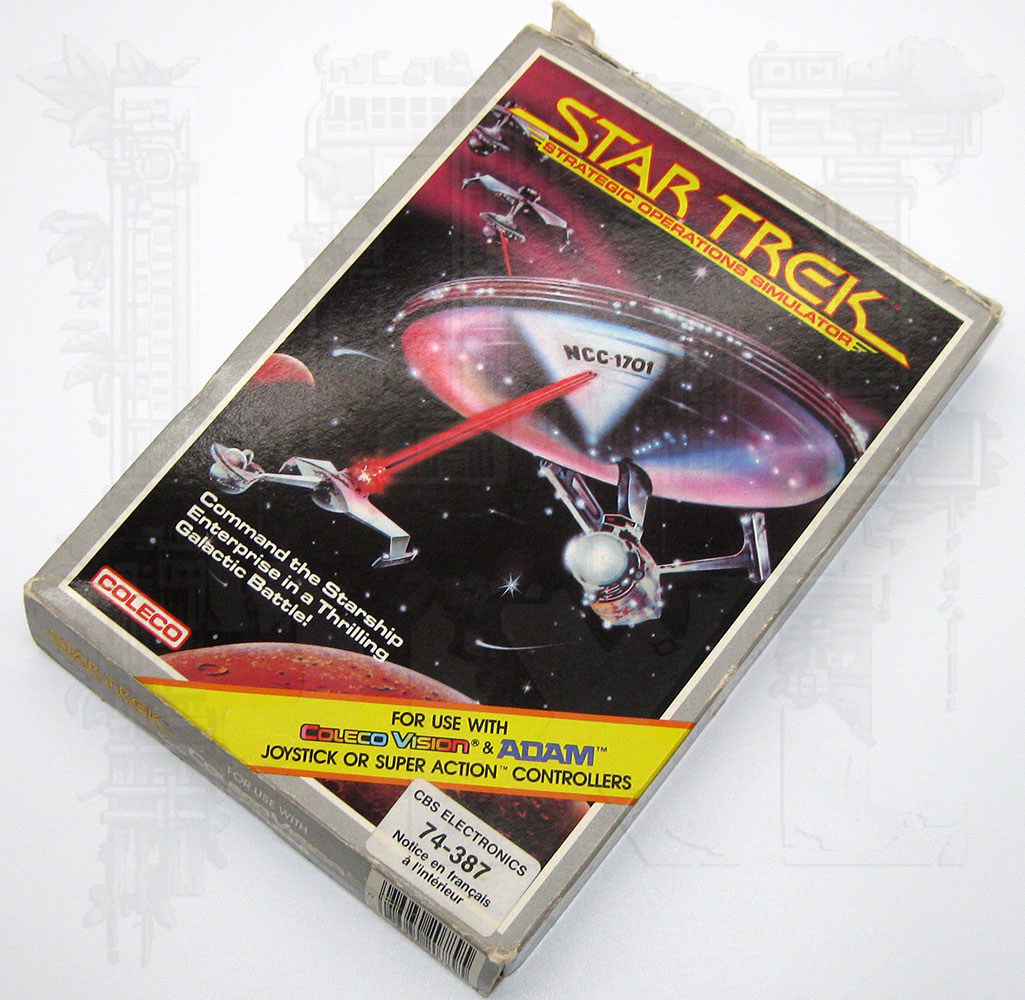 STAR TREK
STRATEGIC OPERATIONS SIMULATOR
NCC-1701
Command the Starship
Enterprise in a Thrilling
Galactic Battle!
COLECO
FOR USE WITH
COLECOVISION® & ADAM™
JOYSTICK OR SUPER ACTION™ CONTROLLERS
CBS ELECTRONICS
74-387
Notice en français
à l'intérieur
STAR TREK
FOR USE WITH